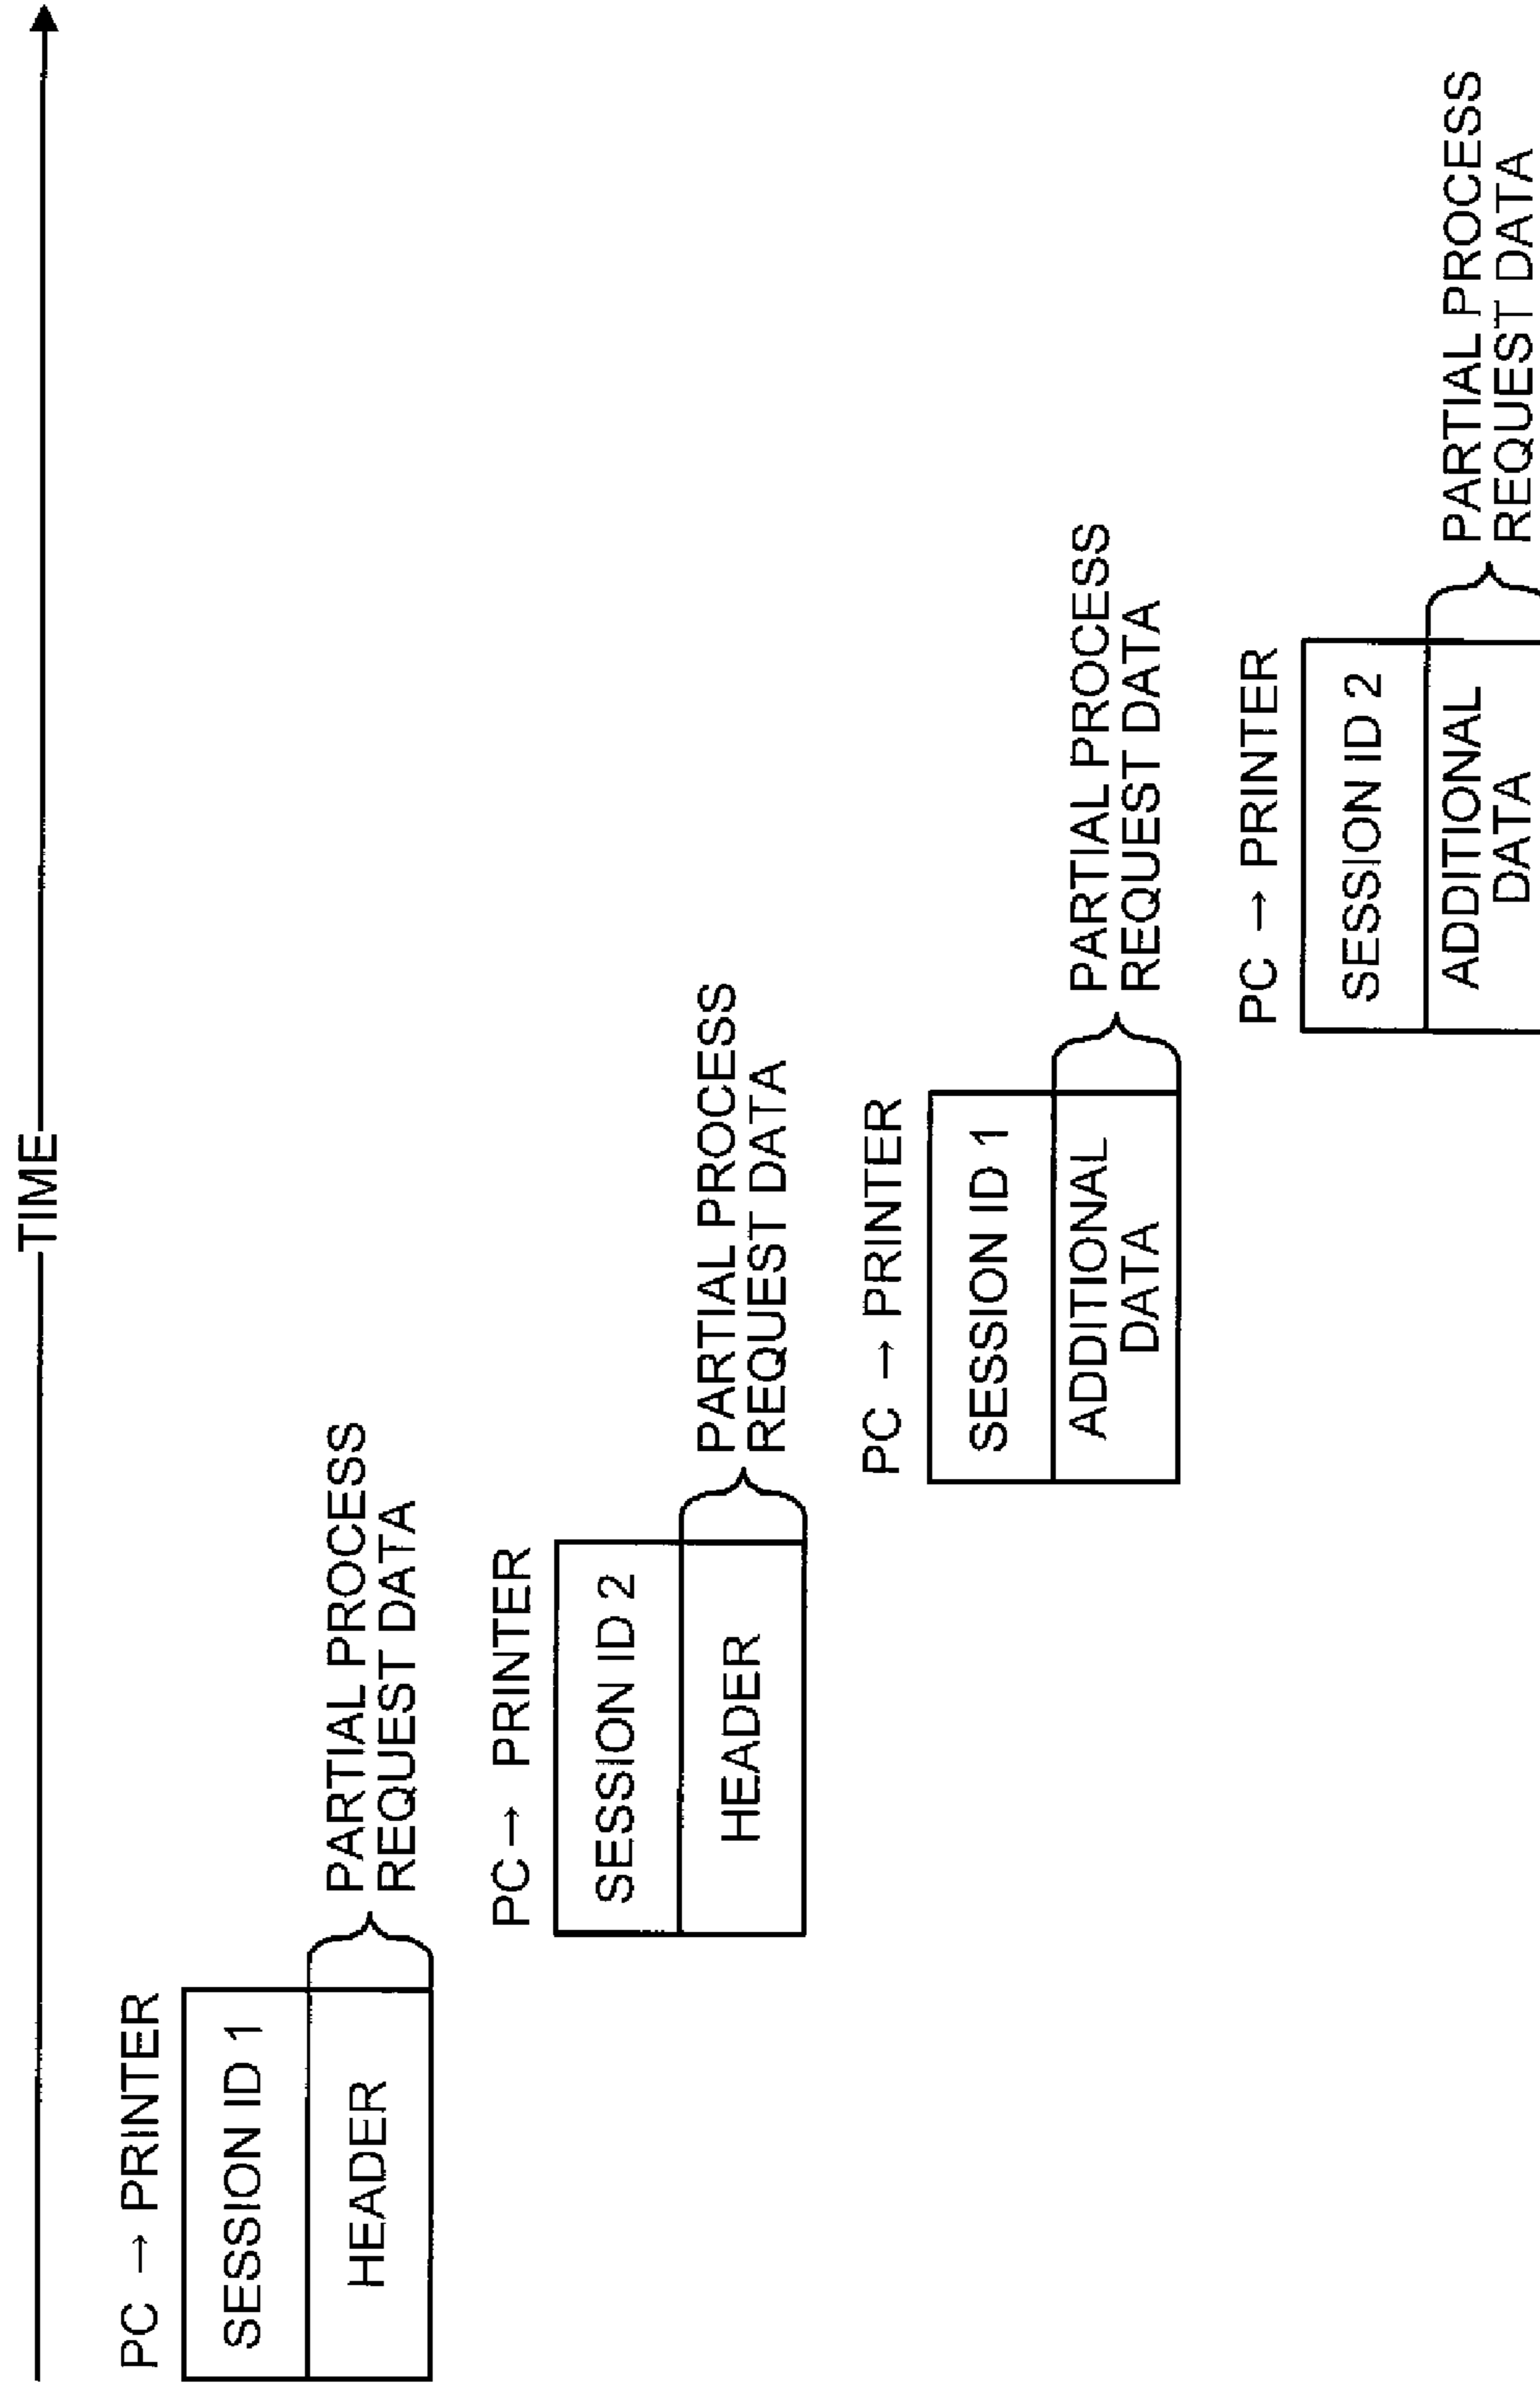 TIME
PC → PRINTER
SESSION ID 1
HEADER
PARTIAL PROCESS
REQUEST DATA
PC → PRINTER
SESSION ID 2
HEADER
PARTIAL PROCESS
REQUEST DATA
PC → PRINTER
SESSION ID 1
ADDITIONAL
DATA
PARTIAL PROCESS
REQUEST DATA
PC → PRINTER
SESSION ID 2
ADDITIONAL
DATA
PARTIAL PROCESS
REQUEST DATA